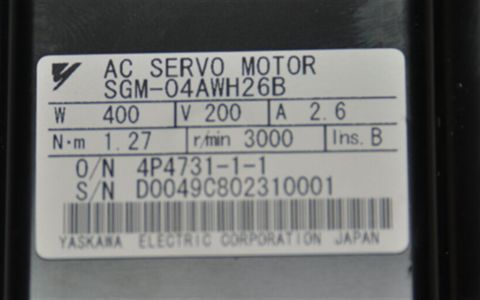 AC SERVO MOTOR
SGM-04AWH26B
W 400 V 200 A 2.6
N·m 1.27 r/min 3000 Ins. B
O/N 4P4731-1-1
S/N D0049C802310001
YASKAWA ELECTRIC CORPORATION JAPAN